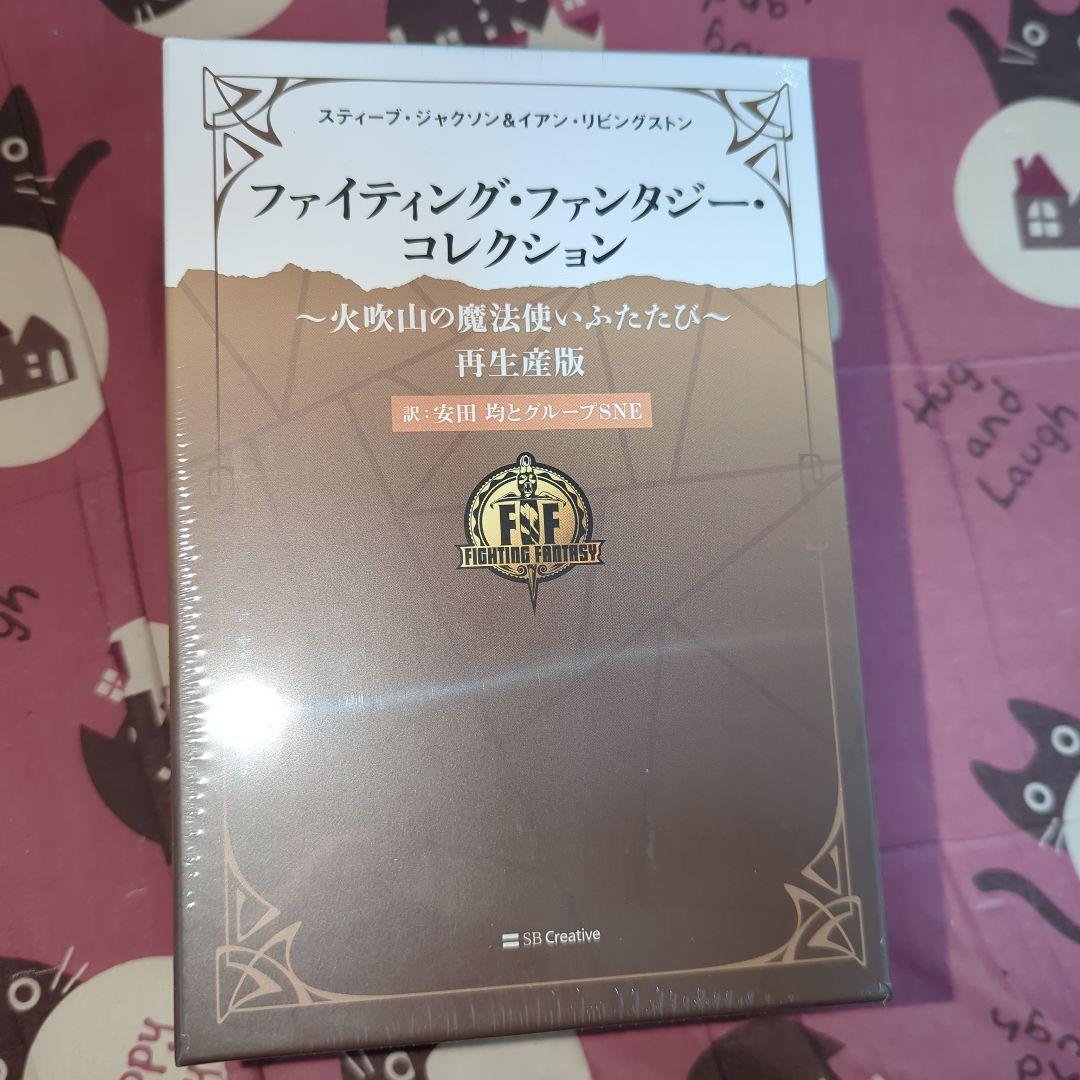 スティーブ・ジャクソン&イアン・リビングストン
ファイティング・ファンタジー・
コレクション
～火吹山の魔法使いふたたび～
再生産版
訳：安田 均とグループSNE
FF
FIGHTING FANTASY
SB Creative
Hug
and
Laugh